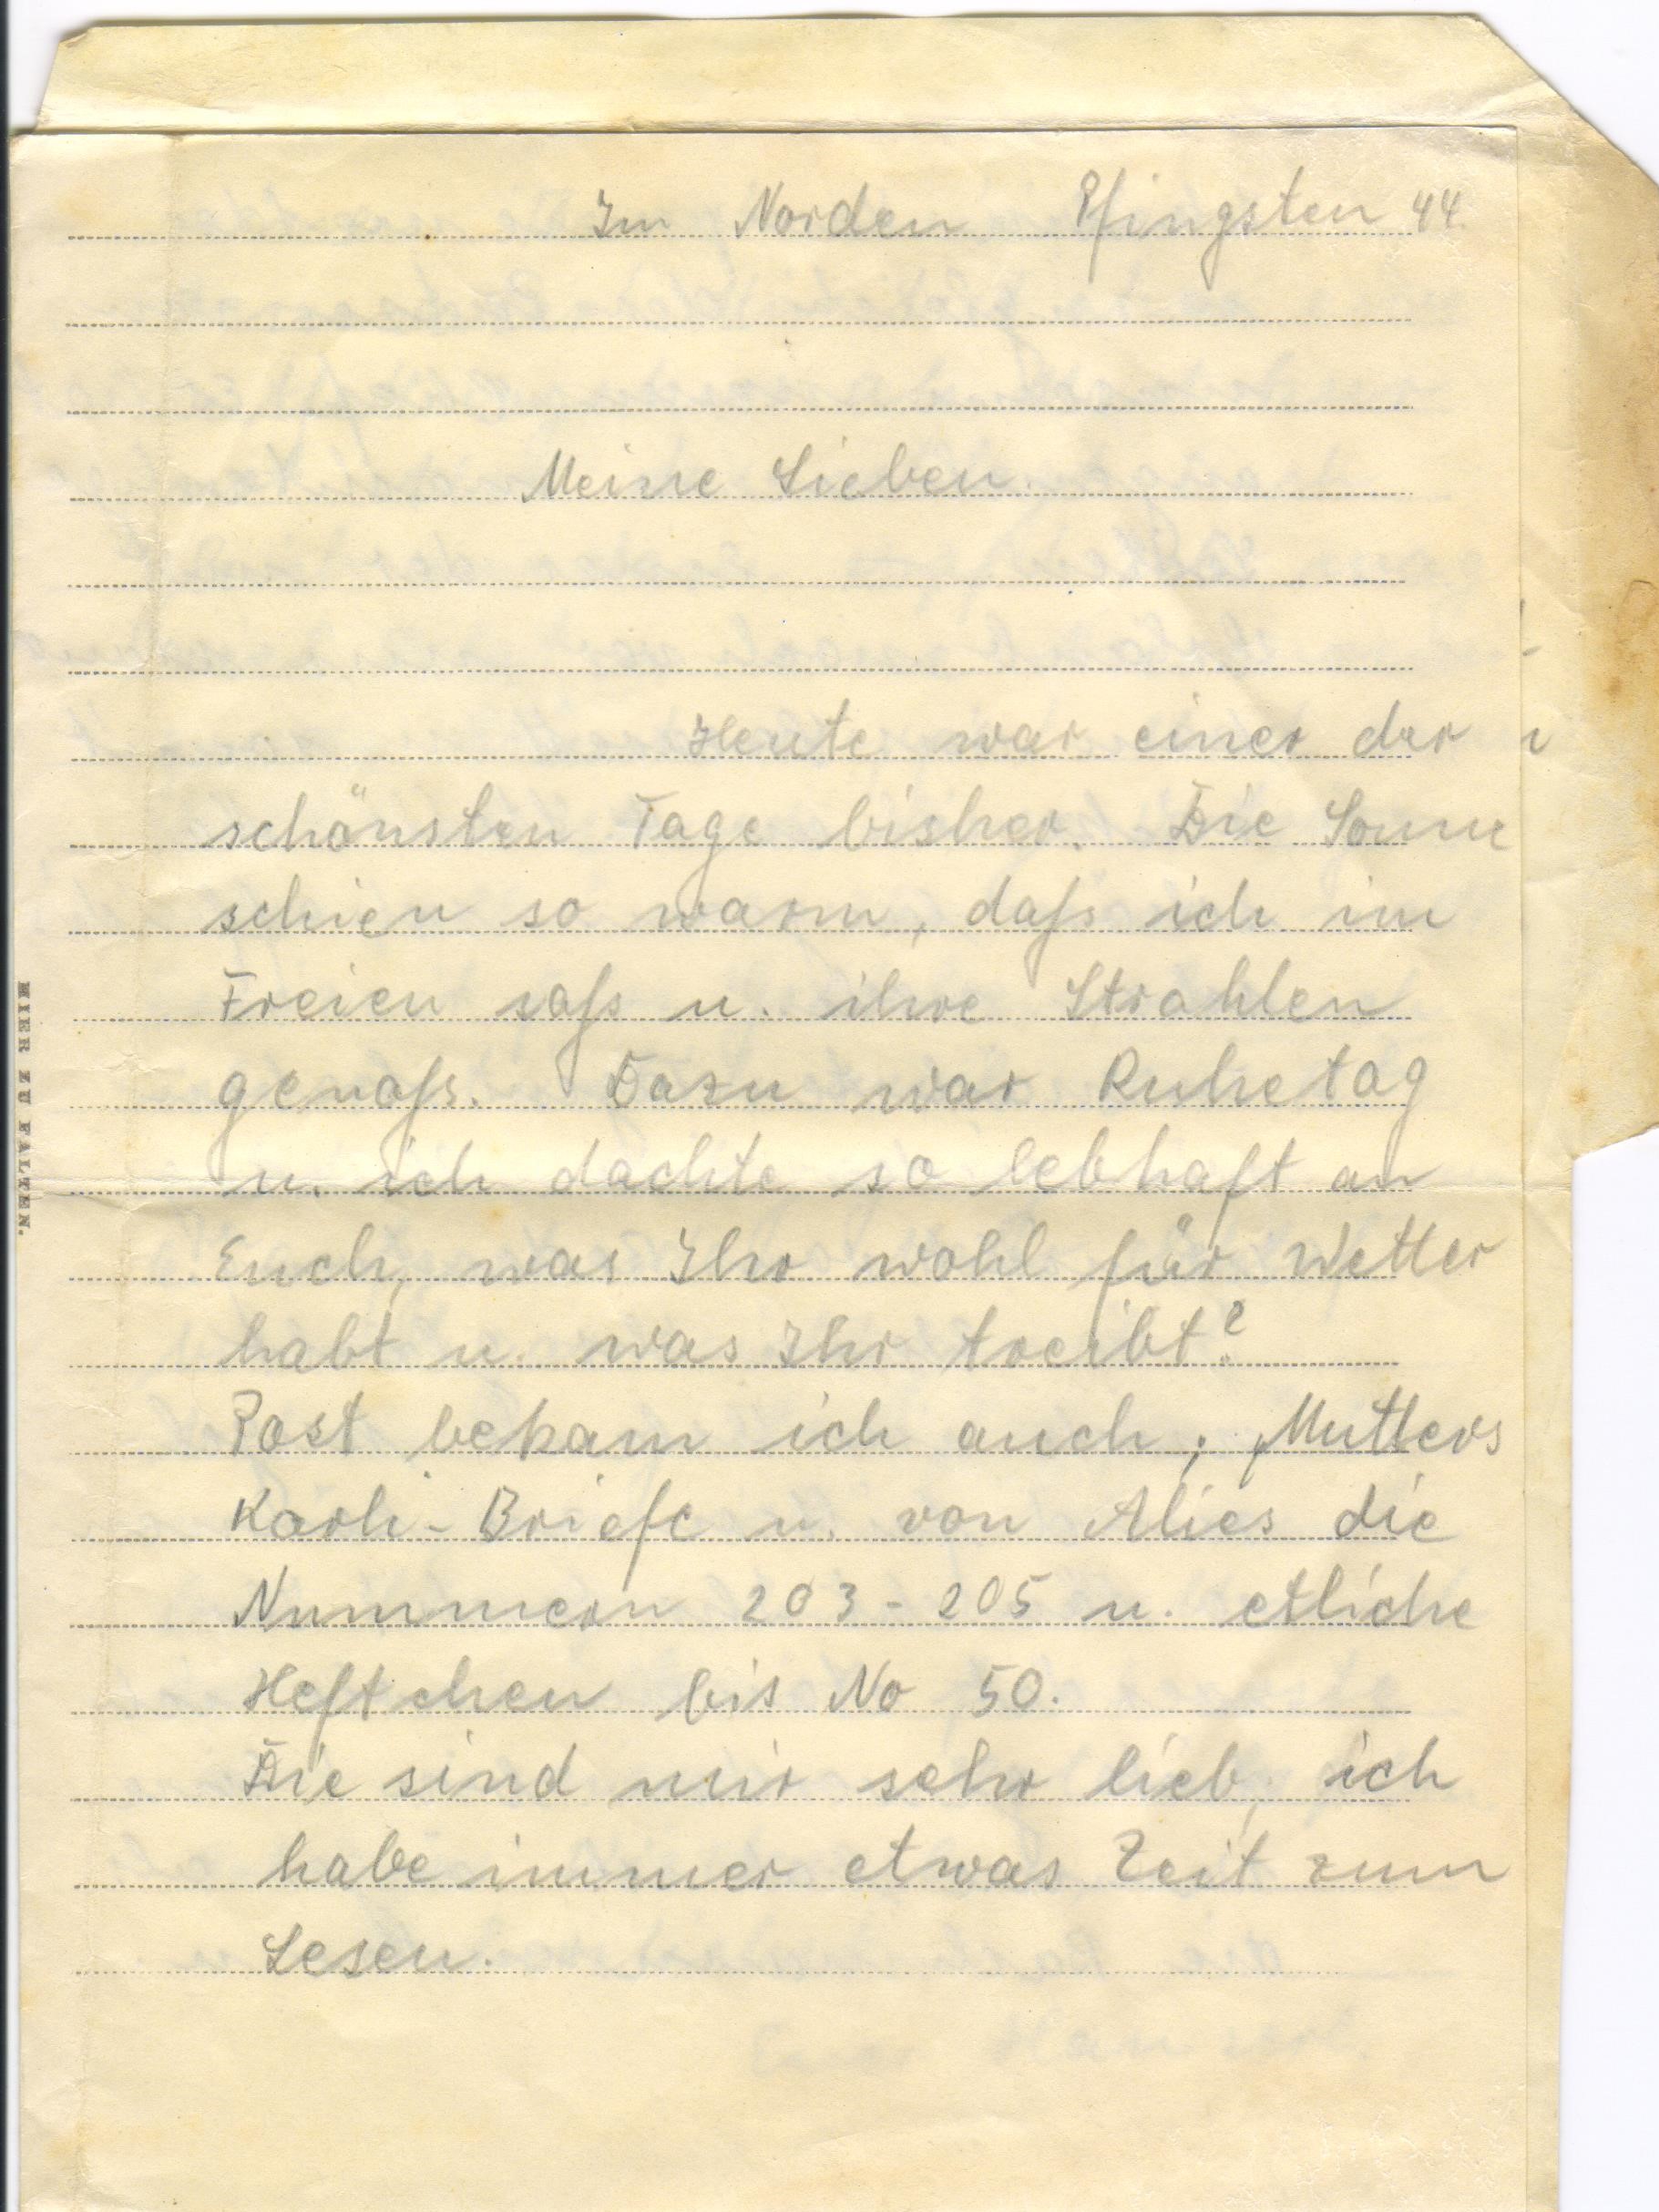 Im Norden Pfingsten 44.
Meine Lieben.
Heute war einer der
schönsten Tage bisher. Die Sonne
schien so warm, dass ich im
Freien sass u. ihre Strahlen
genoss. Dazu war Ruhetag
u. ich dachte so lebhaft an
Euch, was Ihr wohl für Wetter
habt u. was Ihr treibt?
Post bekam ich auch; Mutters
Karli-Briefe u. von Alies die
Nummern 203-205 u. etliche
Heftchen bis No 50.
Die sind mir sehr lieb, ich
habe immer etwas Zeit zum
Lesen.
HIER ZU FALTEN.